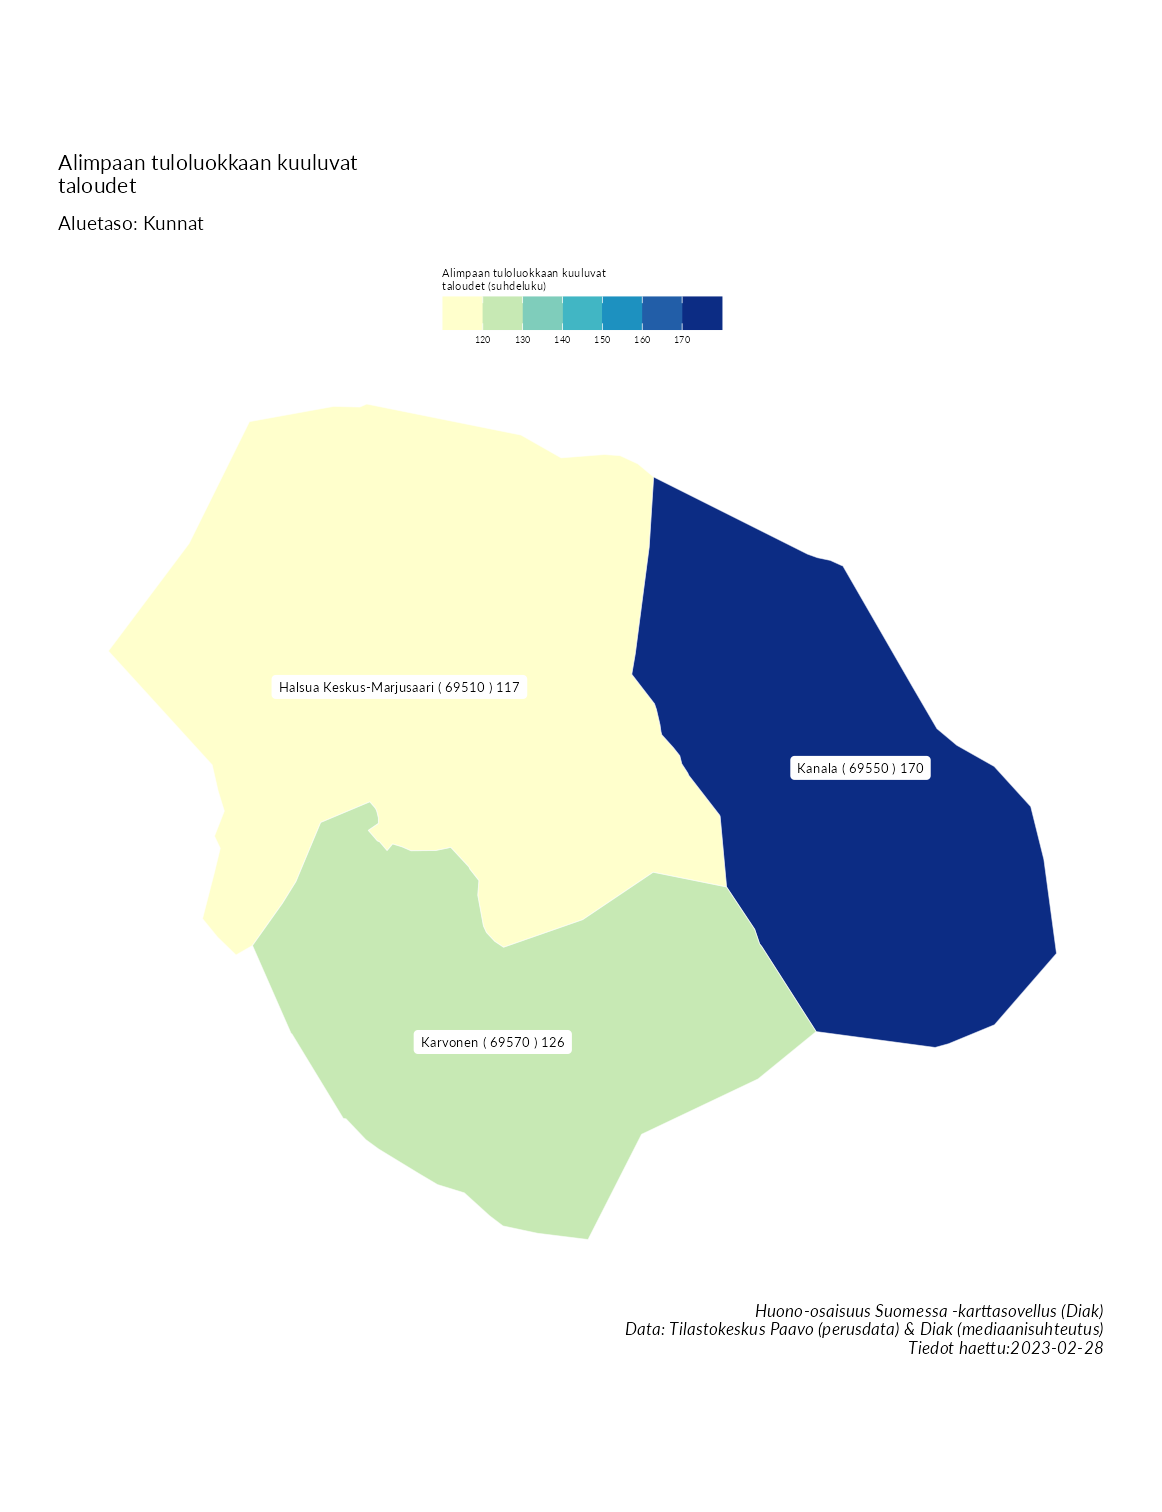 Alimpaan tuloluokkaan kuuluvat
taloudet
Aluetaso: Kunnat
Alimpaan tuloluokkaan kuuluvat
taloudet (suhdeluku)
120 130 140 150 160 170
Halsua Keskus-Marjusaari ( 69510 ) 117
Kanala ( 69550 ) 170
Karvonen ( 69570 ) 126
Huono-osaisuus Suomessa -karttasovellus (Diak)
Data: Tilastokeskus Paavo (perusdata) & Diak (mediaanisuhteutus)
Tiedot haettu:2023-02-28